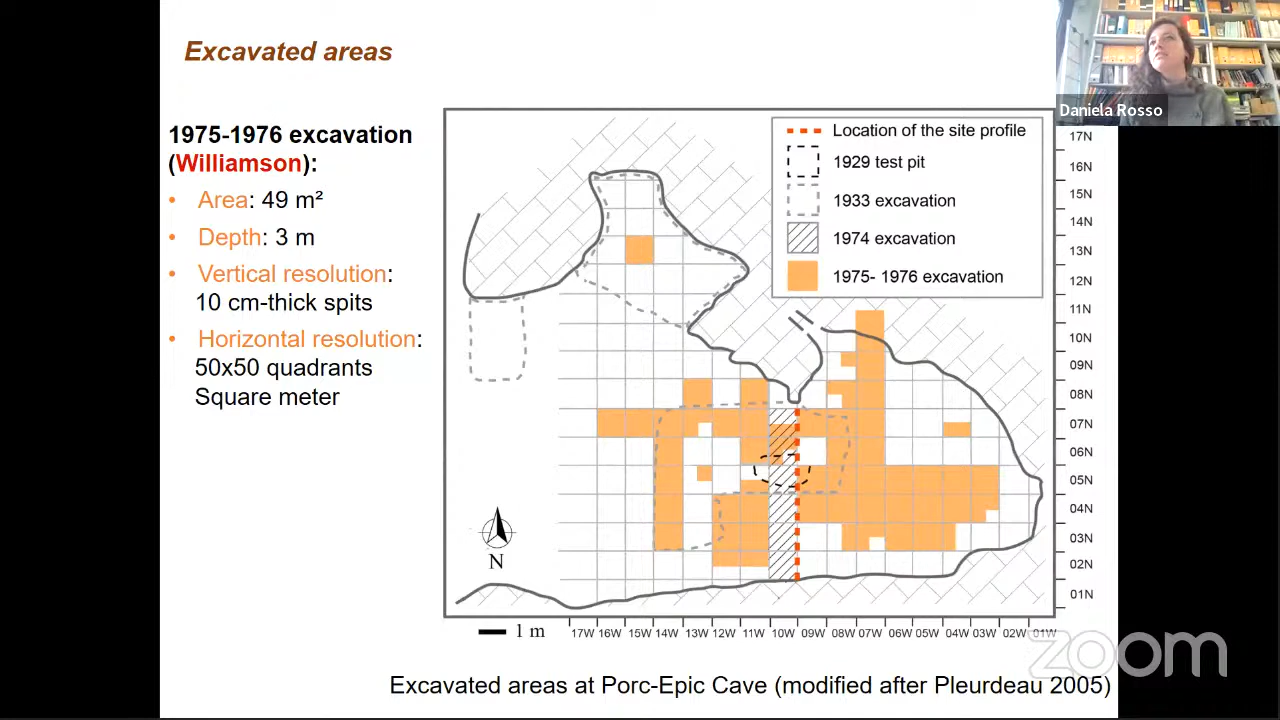 Excavated areas
Daniela Rosso
1975-1976 excavation
(Williamson):
• Area: 49 m²
• Depth: 3 m
• Vertical resolution:
10 cm-thick spits
• Horizontal resolution:
50x50 quadrants
Square meter
Location of the site profile
1929 test pit
1933 excavation
1974 excavation
1975- 1976 excavation
17N
16N
15N
14N
13N
12N
11N
10N
09N
08N
07N
06N
05N
04N
03N
02N
01N
N
1 m
17W 16W 15W 14W 13W 12W 11W 10W 09W 08W 07W 06W 05W 04W 03W 02W 01W
zoom
Excavated areas at Porc-Epic Cave (modified after Pleurdeau 2005)